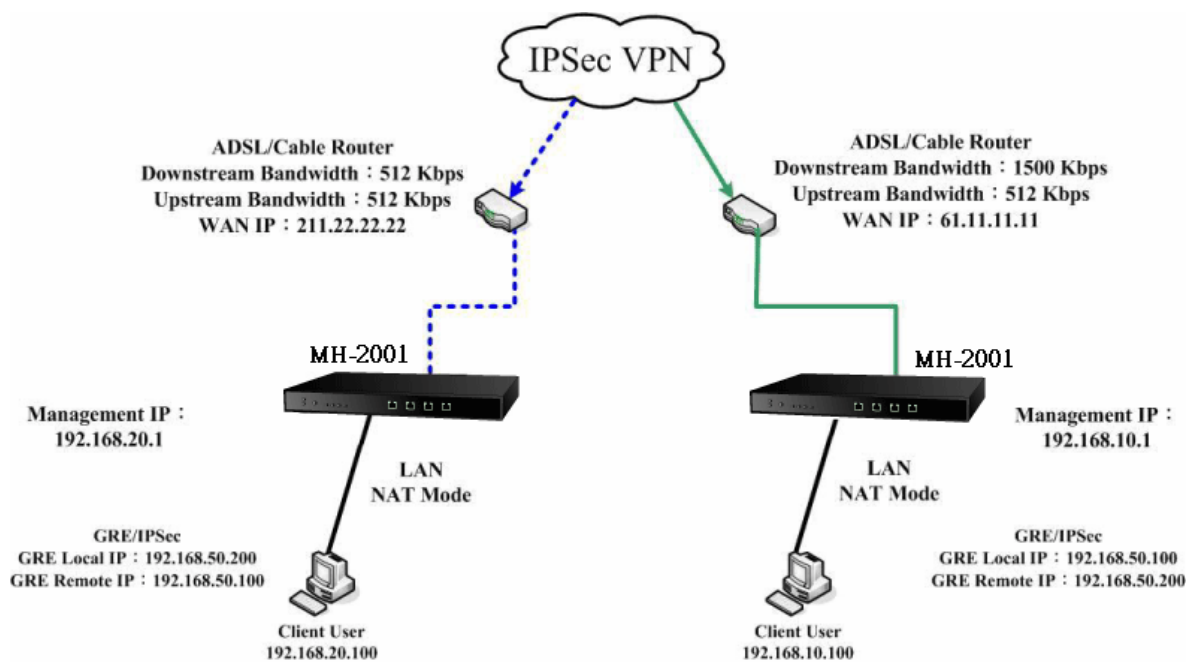 IPSec VPN
ADSL/Cable Router
Downstream Bandwidth：512 Kbps
Upstream Bandwidth：512 Kbps
WAN IP：211.22.22.22
ADSL/Cable Router
Downstream Bandwidth：1500 Kbps
Upstream Bandwidth：512 Kbps
WAN IP：61.11.11.11
MH-2001
MH-2001
Management IP：
192.168.20.1
Management IP：
192.168.10.1
LAN
NAT Mode
LAN
NAT Mode
GRE/IPSec
GRE Local IP：192.168.50.200
GRE Remote IP：192.168.50.100
GRE/IPSec
GRE Local IP：192.168.50.100
GRE Remote IP：192.168.50.200
Client User
192.168.20.100
Client User
192.168.10.100